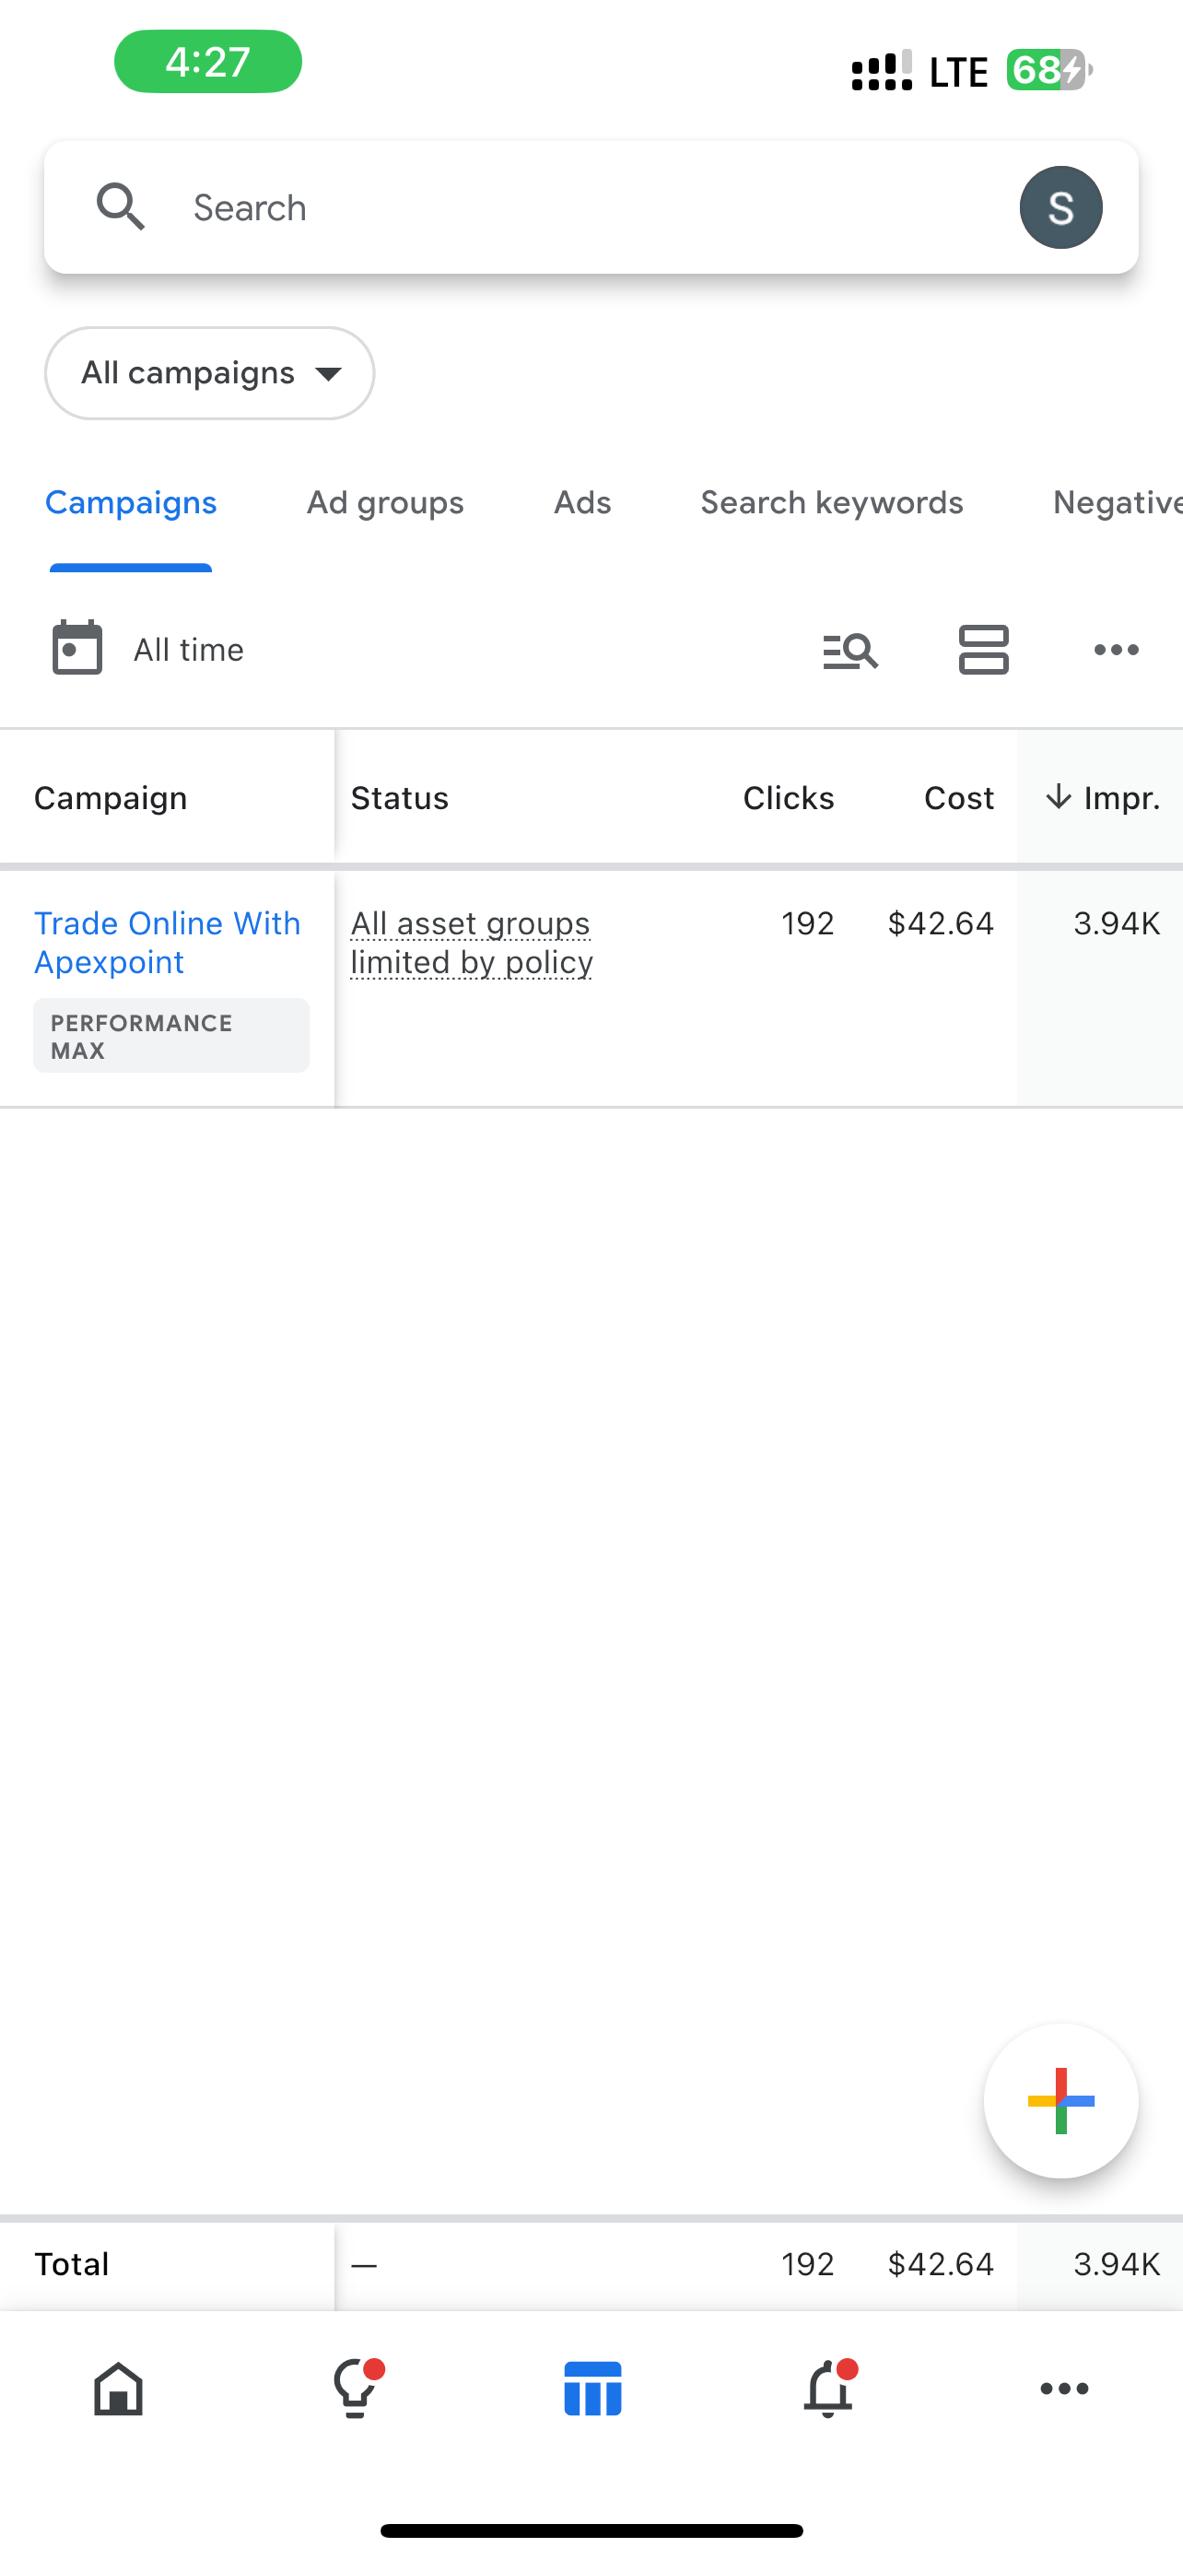 4:27
LTE
68
Search
S
All campaigns
Campaigns
Ad groups
Ads
Search keywords
Negative
All time
Campaign
Status
Clicks
Cost
Impr.
Trade Online With
Apexpoint
PERFORMANCE
MAX
All asset groups
limited by policy
192
$42.64
3.94K
Total
—
192
$42.64
3.94K